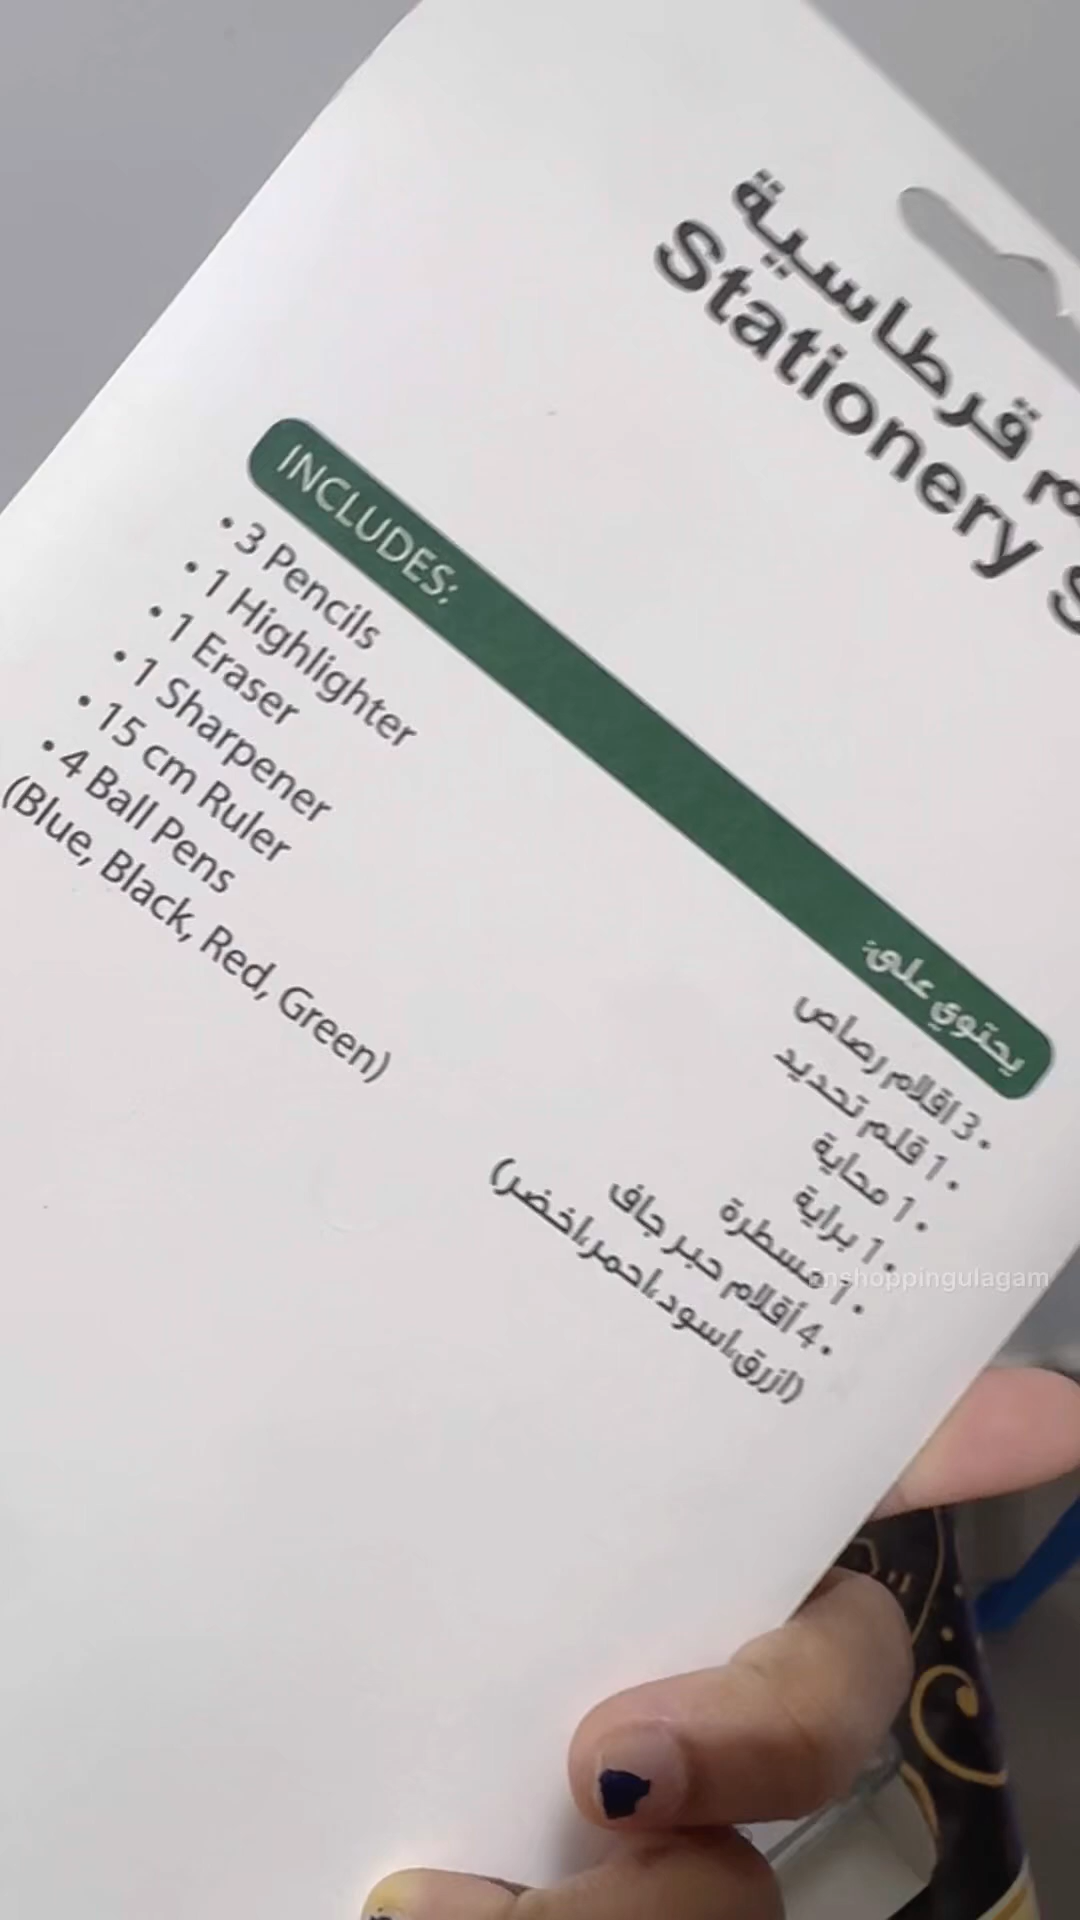 قرطاسية
Stationery
INCLUDES:
• 3 Pencils
• 1 Highlighter
• 1 Eraser
• 1 Sharpener
• 15 cm Ruler
• 4 Ball Pens
(Blue, Black, Red, Green)
يحتوي على:
• 3 اقلام رصاص
• 1 قلم تحديد
• 1 محاية
• 1 براية
• 1 مسطرة
• 4 أقلام حبر جاف
(ازرق،اسود،احمر،اخضر)
nshoppingulagam